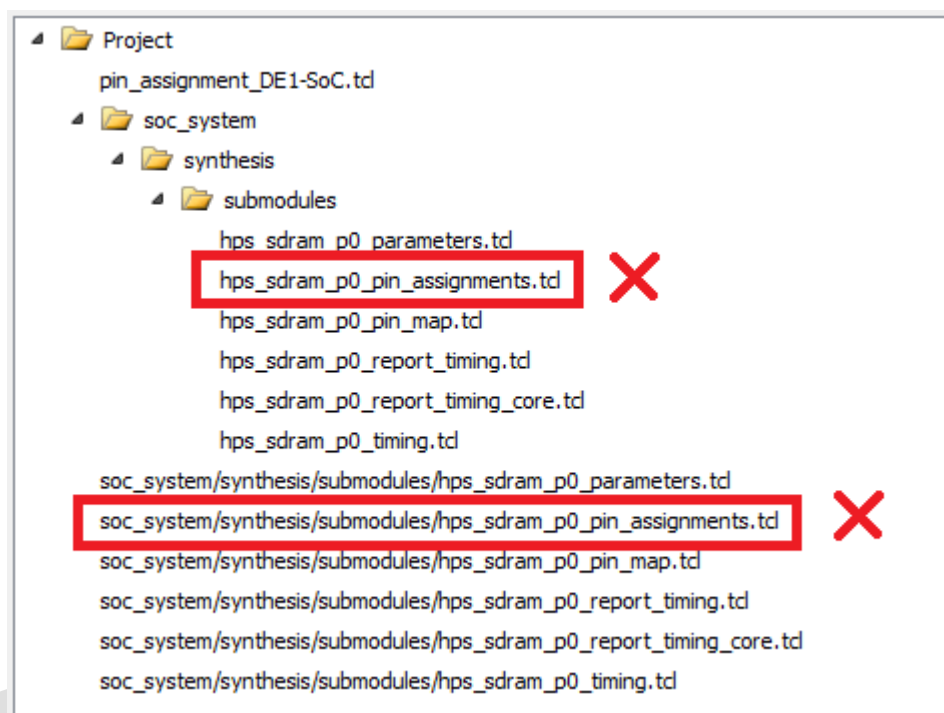 Project
pin_assignment_DE1-SoC.tcl
soc_system
synthesis
submodules
hps_sdram_p0_parameters.tcl
hps_sdram_p0_pin_assignments.tcl
hps_sdram_p0_pin_map.tcl
hps_sdram_p0_report_timing.tcl
hps_sdram_p0_report_timing_core.tcl
hps_sdram_p0_timing.tcl
soc_system/synthesis/submodules/hps_sdram_p0_parameters.tcl
soc_system/synthesis/submodules/hps_sdram_p0_pin_assignments.tcl
soc_system/synthesis/submodules/hps_sdram_p0_pin_map.tcl
soc_system/synthesis/submodules/hps_sdram_p0_report_timing.tcl
soc_system/synthesis/submodules/hps_sdram_p0_report_timing_core.tcl
soc_system/synthesis/submodules/hps_sdram_p0_timing.tcl